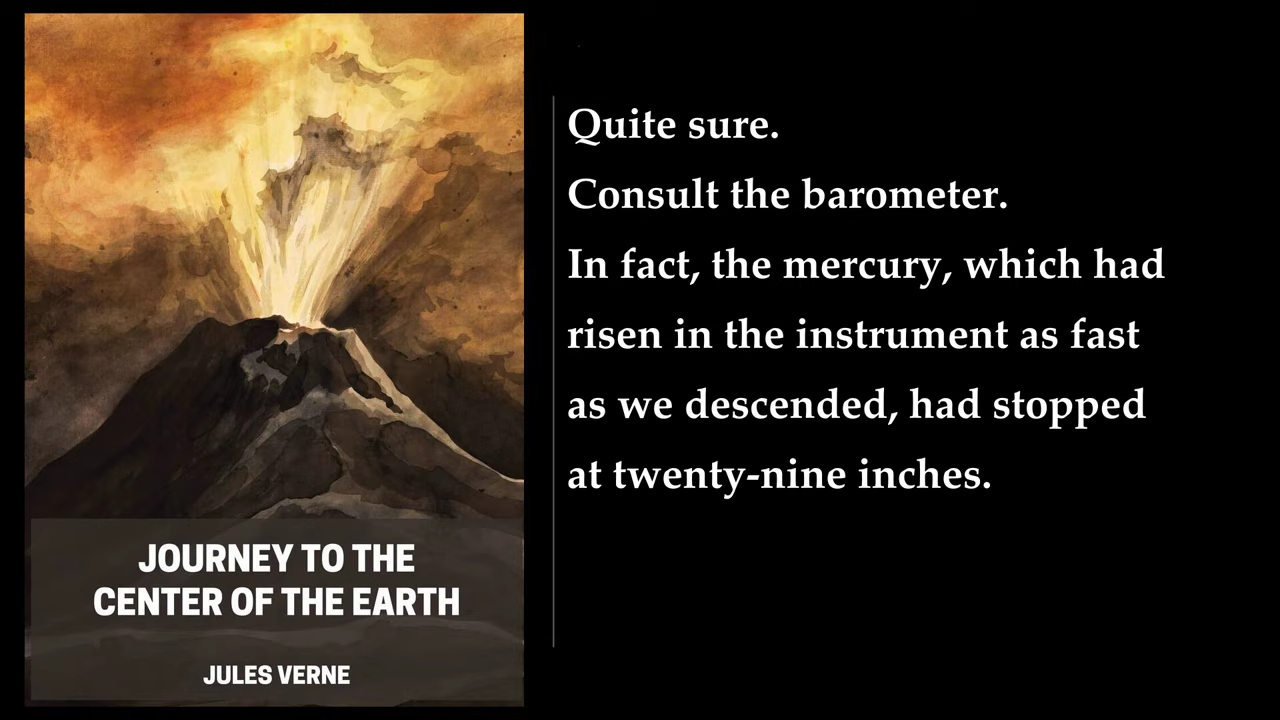 Quite sure.
Consult the barometer.
In fact, the mercury, which had
risen in the instrument as fast
as we descended, had stopped
at twenty-nine inches.
JOURNEY TO THE
CENTER OF THE EARTH
JULES VERNE